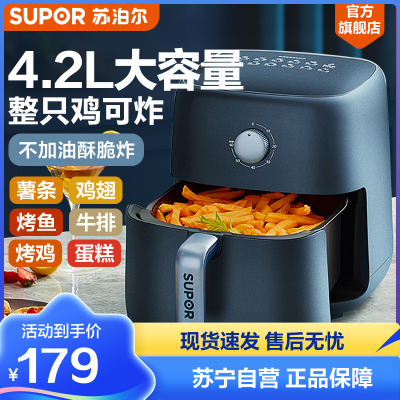 SUPOR 苏泊尔
官方
旗舰店
4.2L大容量
整只鸡可炸
不加油酥脆炸
薯条 鸡翅
烤鱼 牛排
烤鸡 蛋糕
SUPOR
活动到手价
¥179
现货速发 售后无忧
苏宁自营 正品保障